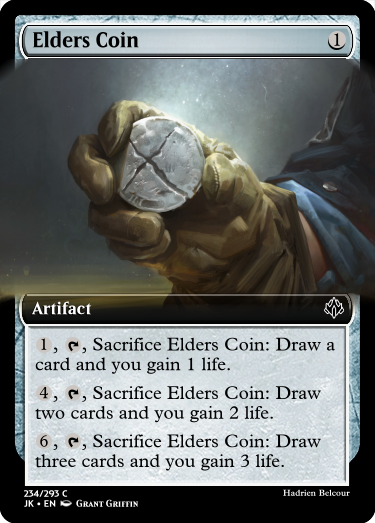 Elders Coin 1
Artifact
1, , Sacrifice Elders Coin: Draw a
card and you gain 1 life.
4, , Sacrifice Elders Coin: Draw
two cards and you gain 2 life.
6, , Sacrifice Elders Coin: Draw
three cards and you gain 3 life.
234/293 C
JK • EN Grant Griffin
Hadrien Belcour